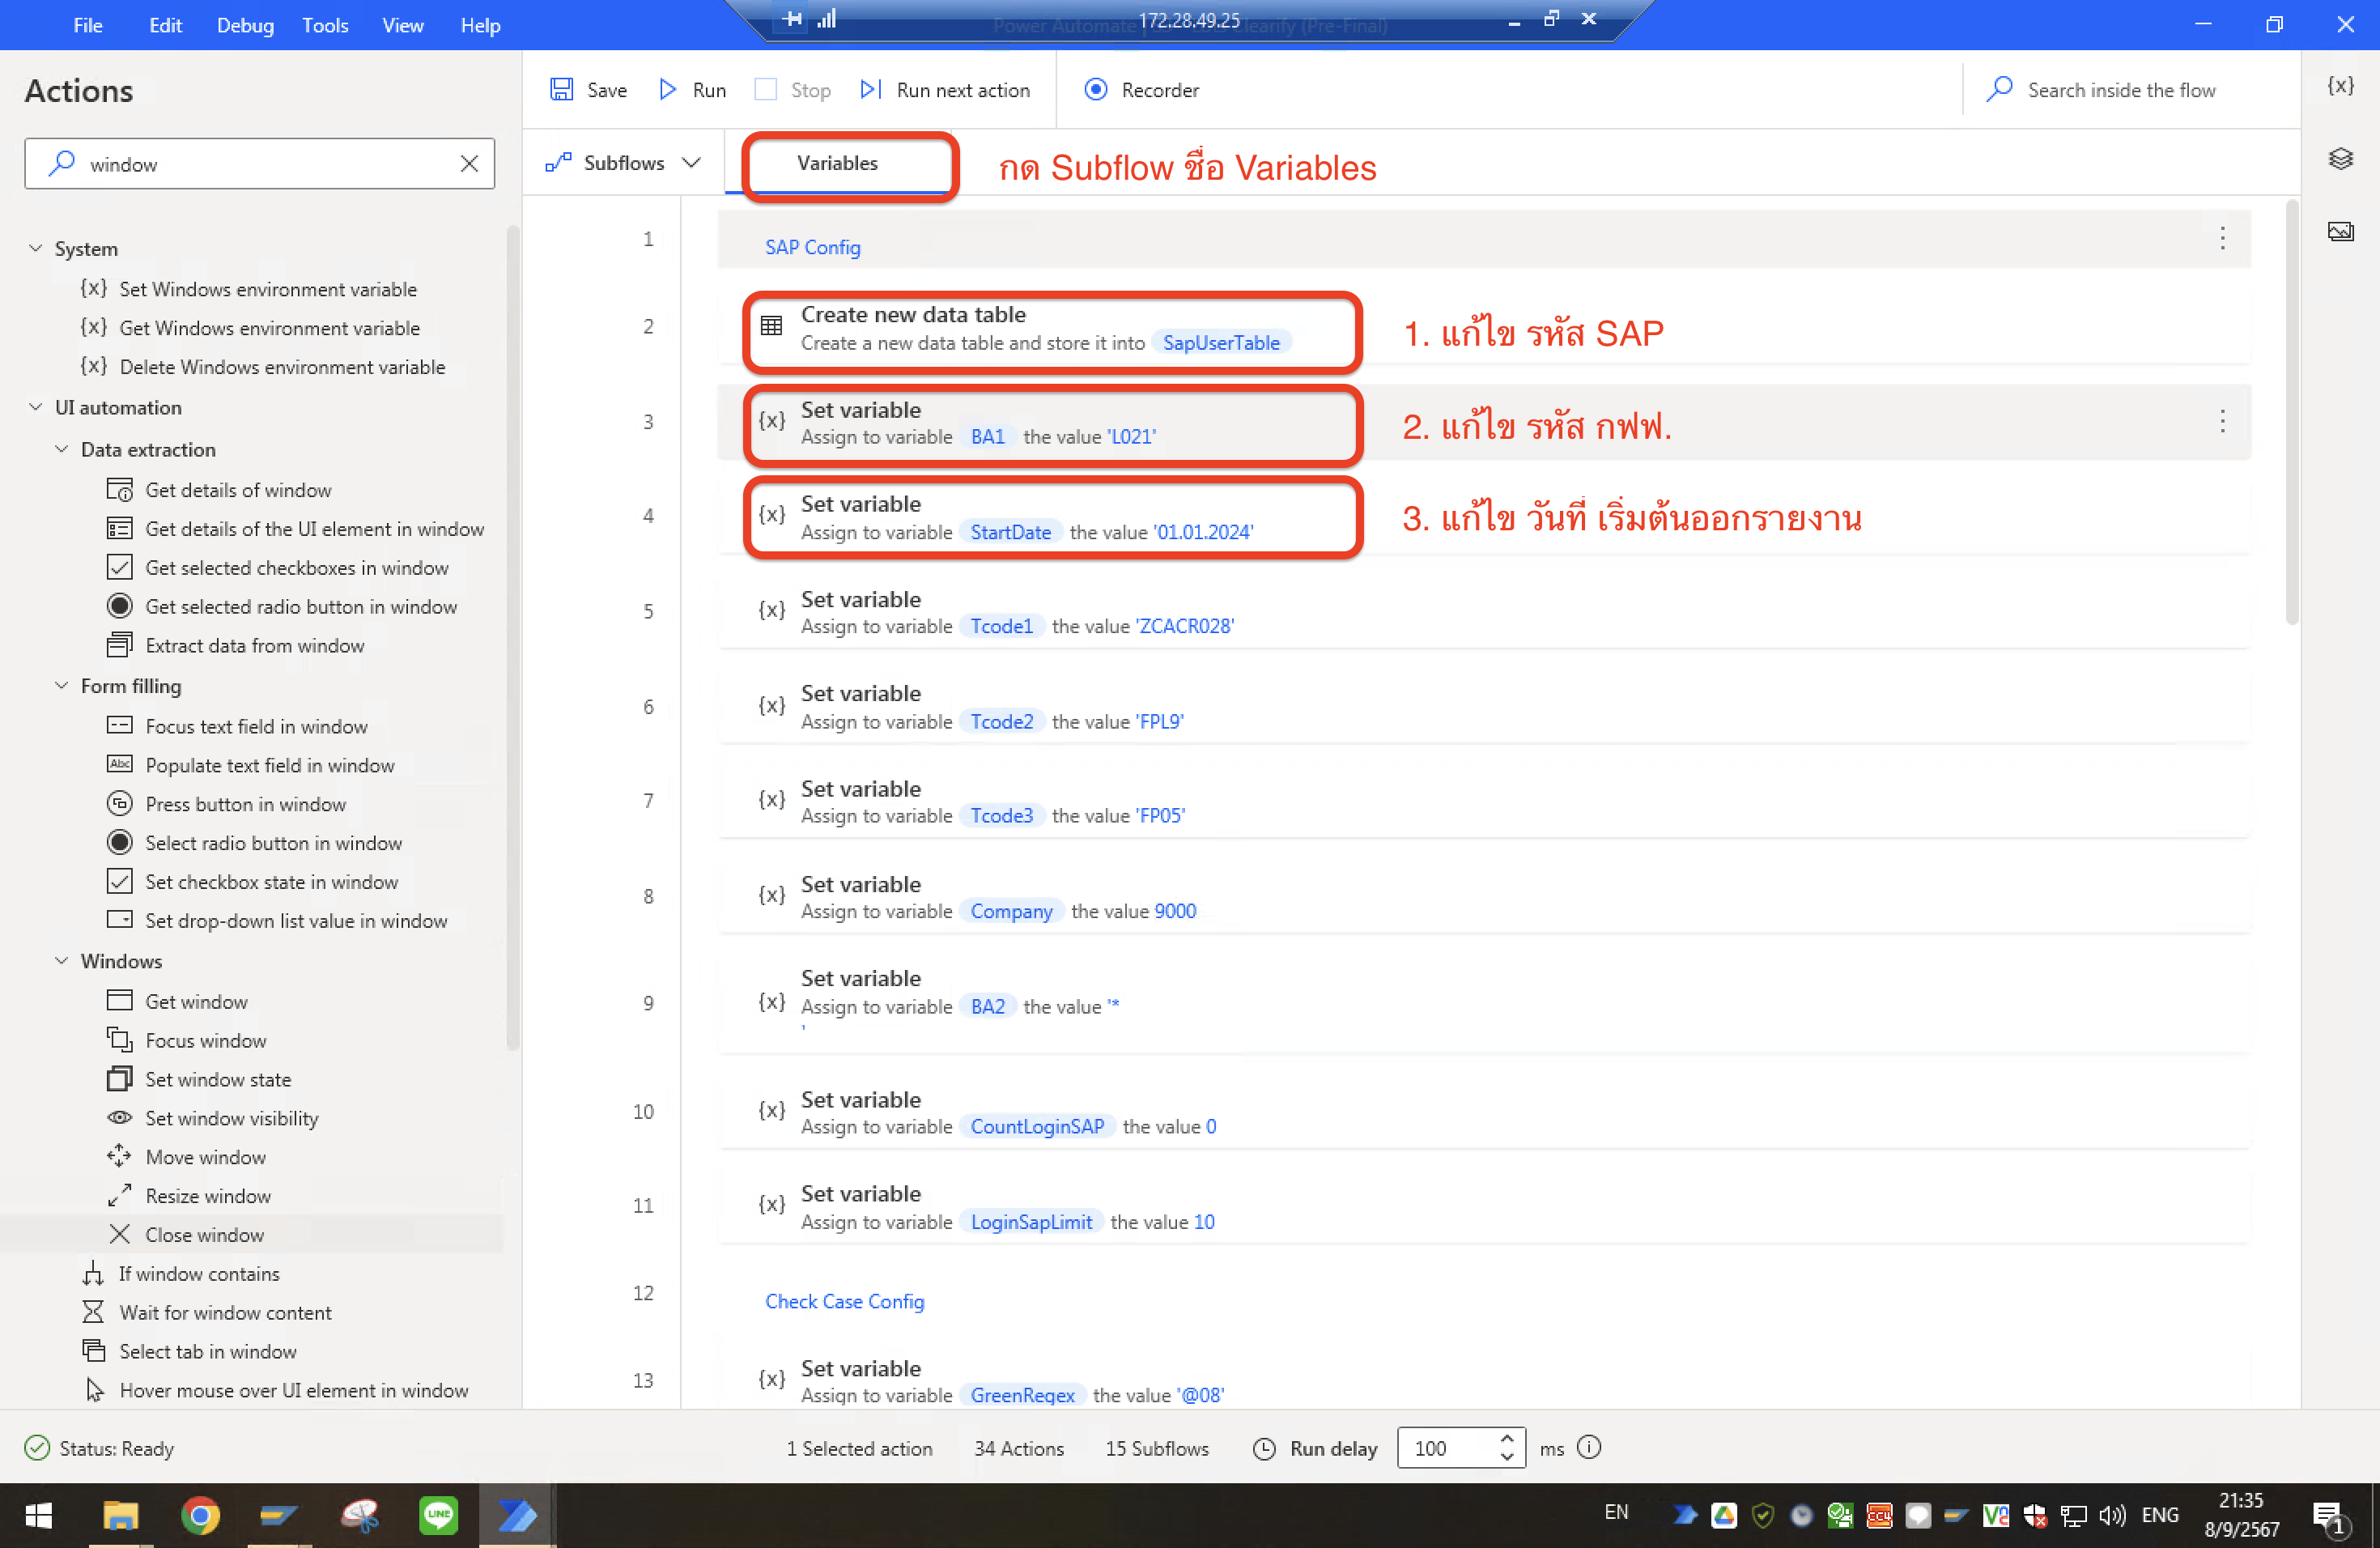 File Edit Debug Tools View Help
172.28.49.25
Power Automate Clearify (Pre-Final)
Actions
Save Run Stop Run next action Recorder Search inside the flow
window
Subflows Variables กด Subflow ชื่อ Variables
System
{x} Set Windows environment variable
{x} Get Windows environment variable
{x} Delete Windows environment variable
UI automation
Data extraction
Get details of window
Get details of the UI element in window
Get selected checkboxes in window
Get selected radio button in window
Extract data from window
Form filling
Focus text field in window
Abc Populate text field in window
Press button in window
Select radio button in window
Set checkbox state in window
Set drop-down list value in window
Windows
Get window
Focus window
Set window state
Set window visibility
Move window
Resize window
Close window
If window contains
Wait for window content
Select tab in window
Hover mouse over UI element in window
{x}
1 SAP Config
2 Create new data table
Create a new data table and store it into SapUserTable
1. แก้ไข รหัส SAP
3 {x} Set variable
Assign to variable BA1 the value 'L021'
2. แก้ไข รหัส กฟฟ.
4 {x} Set variable
Assign to variable StartDate the value '01.01.2024'
3. แก้ไข วันที่ เริ่มต้นออกรายงาน
5 {x} Set variable
Assign to variable Tcode1 the value 'ZCACR028'
6 {x} Set variable
Assign to variable Tcode2 the value 'FPL9'
7 {x} Set variable
Assign to variable Tcode3 the value 'FP05'
8 {x} Set variable
Assign to variable Company the value 9000
9 {x} Set variable
Assign to variable BA2 the value '*
'
10 {x} Set variable
Assign to variable CountLoginSAP the value 0
11 {x} Set variable
Assign to variable LoginSapLimit the value 10
12 Check Case Config
13 {x} Set variable
Assign to variable GreenRegex the value '@08'
Status: Ready 1 Selected action 34 Actions 15 Subflows Run delay 100 ms
LINE
EN
CC4
ENG
21:35
8/9/2567
1